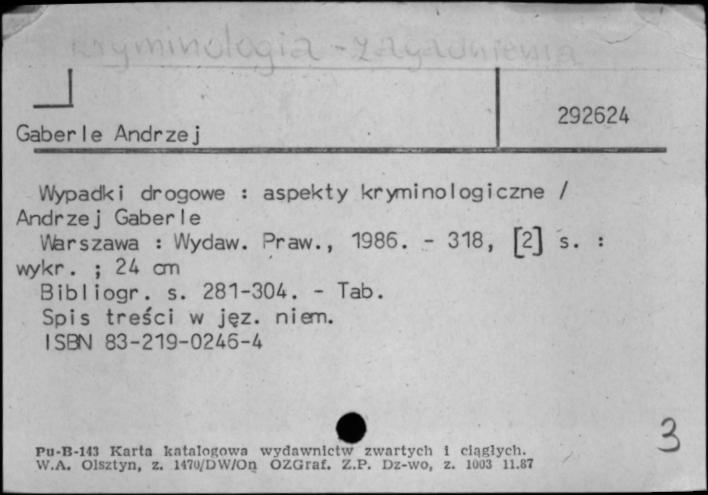 Kryminologia - zagadnienia
292624
Gaberle Andrzej
Wypadki drogowe : aspekty kryminologiczne /
Andrzej Gaberle
Warszawa : Wydaw. Praw., 1986. - 318, [2] s. :
wykr. ; 24 cm
Bibliogr. s. 281-304. - Tab.
Spis treści w jęz. niem.
ISBN 83-219-0246-4
3
Pu-B-143 Karta katalogowa wydawnictw zwartych i ciągłych.
W.A. Olsztyn, z. 1470/DW/On OZGraf. Z.P. Dz-wo, z. 1003 11.87